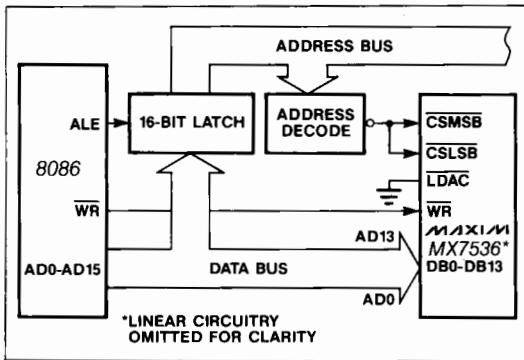 ADDRESS BUS
ALE
16-BIT LATCH
ADDRESS
DECODE
CSMSB
CSLSB
8086
LDAC
WR
WR
MAXIM
MX7536*
AD13
AD0-AD15
DATA BUS
DB0-DB13
AD0
*LINEAR CIRCUITRY
OMITTED FOR CLARITY